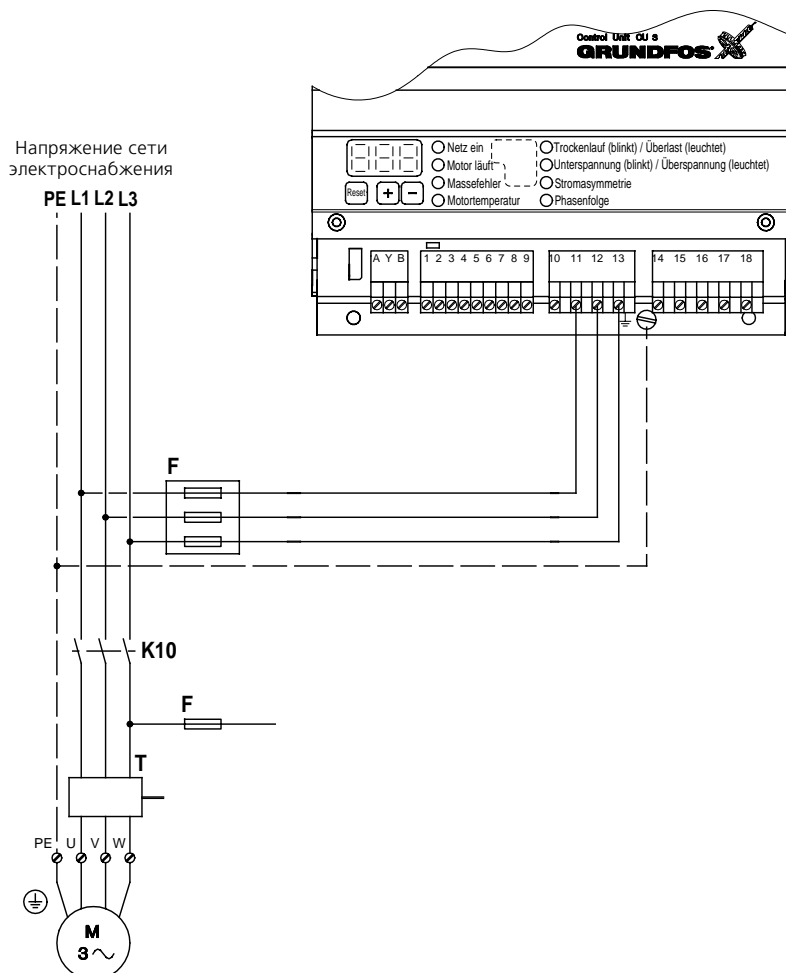 Control Unit CU 3
GRUNDFOS
Напряжение сети
электроснабжения
PE L1 L2 L3
Reset
+
−
Netz ein
Motor läuft
Massefehler
Motortemperatur
Trockenlauf (blinkt) / Überlast (leuchtet)
Unterspannung (blinkt) / Überspannung (leuchtet)
Stromasymmetrie
Phasenfolge
A Y B
1 2 3 4 5 6 7 8 9
10 11 12 13
14 15 16 17 18
F
K10
F
T
PE U V W
M
3～